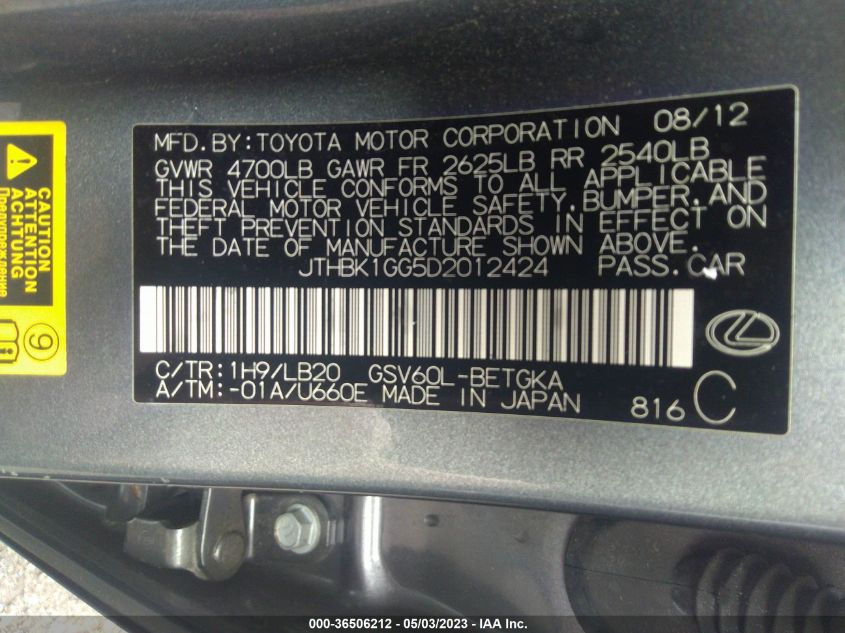 CAUTION
ATTENTION
ACHTUNG
Предупреждение
9
MFD.BY:TOYOTA MOTOR CORPORATION 08/12
GVWR 4700LB GAWR FR 2625LB RR 2540LB
THIS VEHICLE CONFORMS TO ALL APPLICABLE
FEDERAL MOTOR VEHICLE SAFETY,BUMPER,AND
THEFT PREVENTION STANDARDS IN EFFECT ON
THE DATE OF MANUFACTURE SHOWN ABOVE.
JTHBK1GG5D2012424 PASS.CAR
C/TR:1H9/LB20 GSV60L-BETGKA
A/TM:-01A/U660E MADE IN JAPAN 816 C
000-36506212 - 05/03/2023 - IAA Inc.